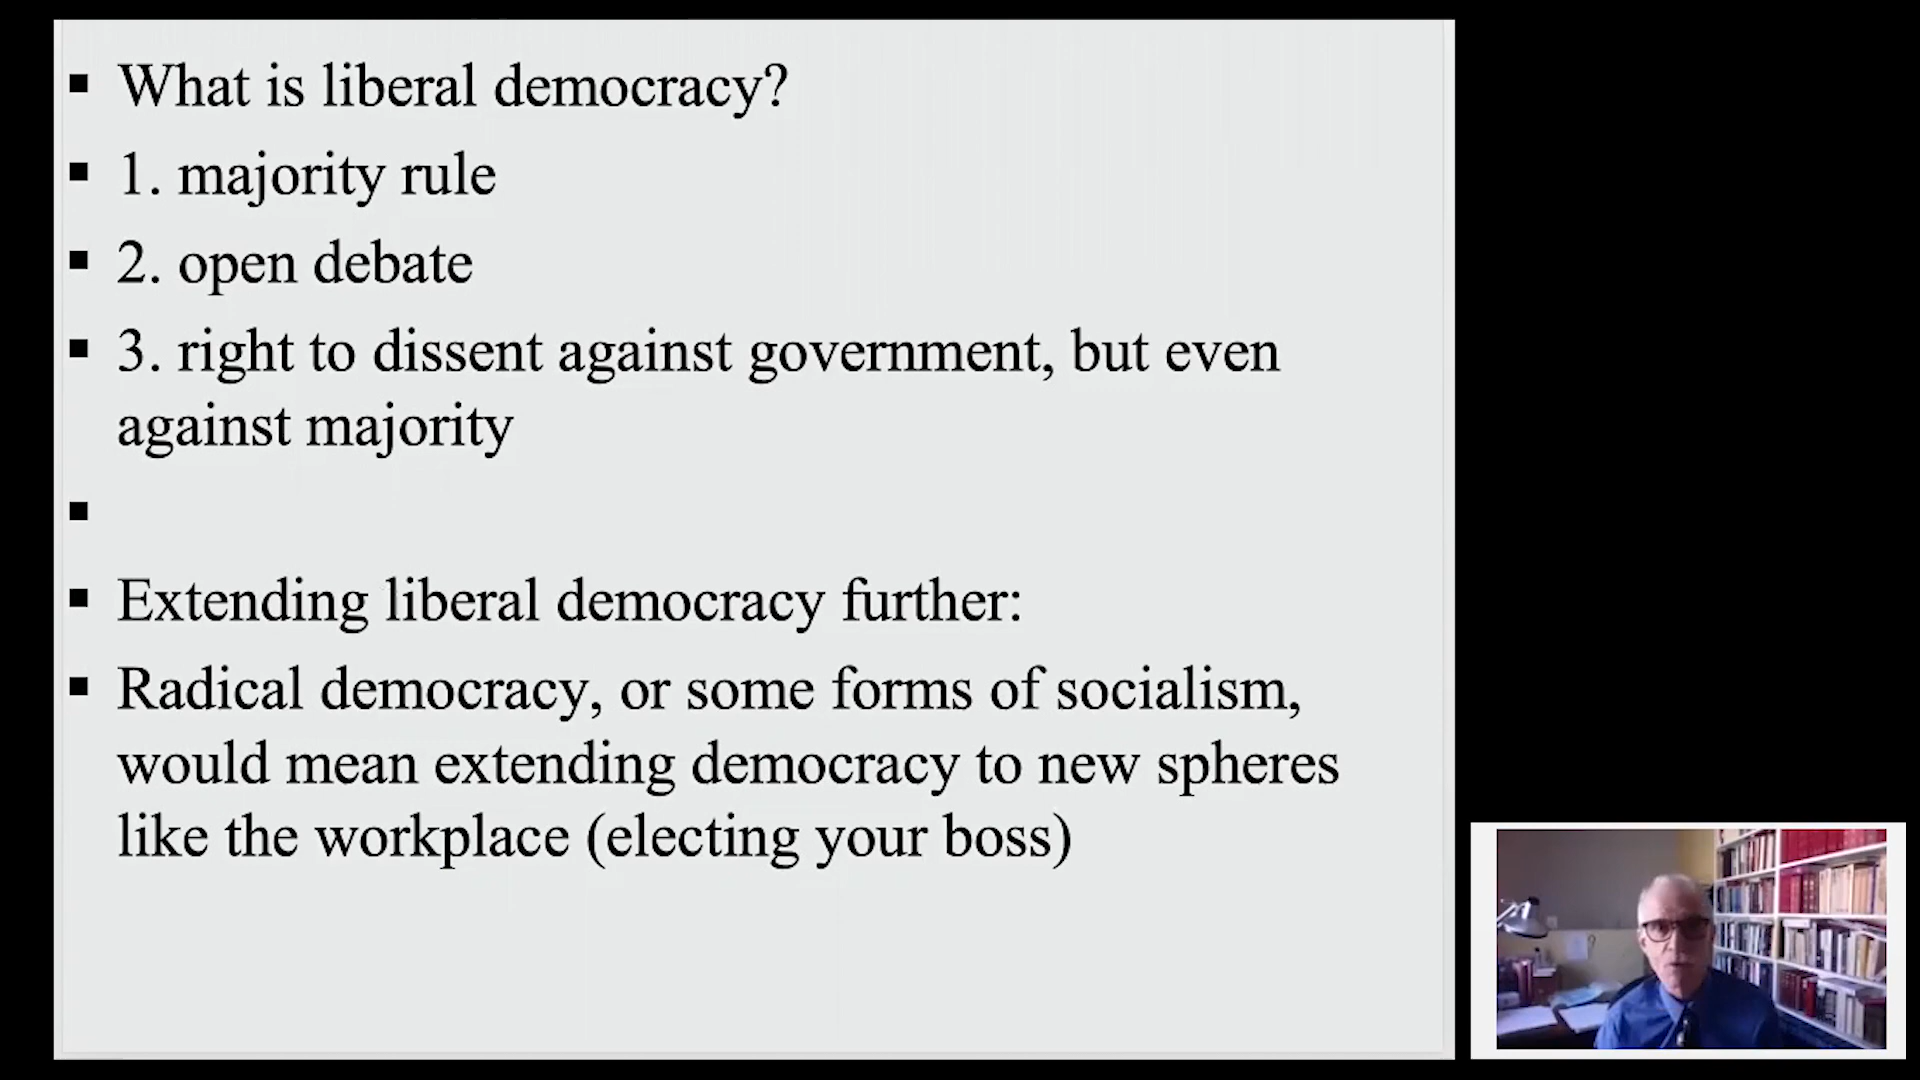 ▪ What is liberal democracy?
▪ 1. majority rule
▪ 2. open debate
▪ 3. right to dissent against government, but even
against majority
▪
▪ Extending liberal democracy further:
▪ Radical democracy, or some forms of socialism,
would mean extending democracy to new spheres
like the workplace (electing your boss)